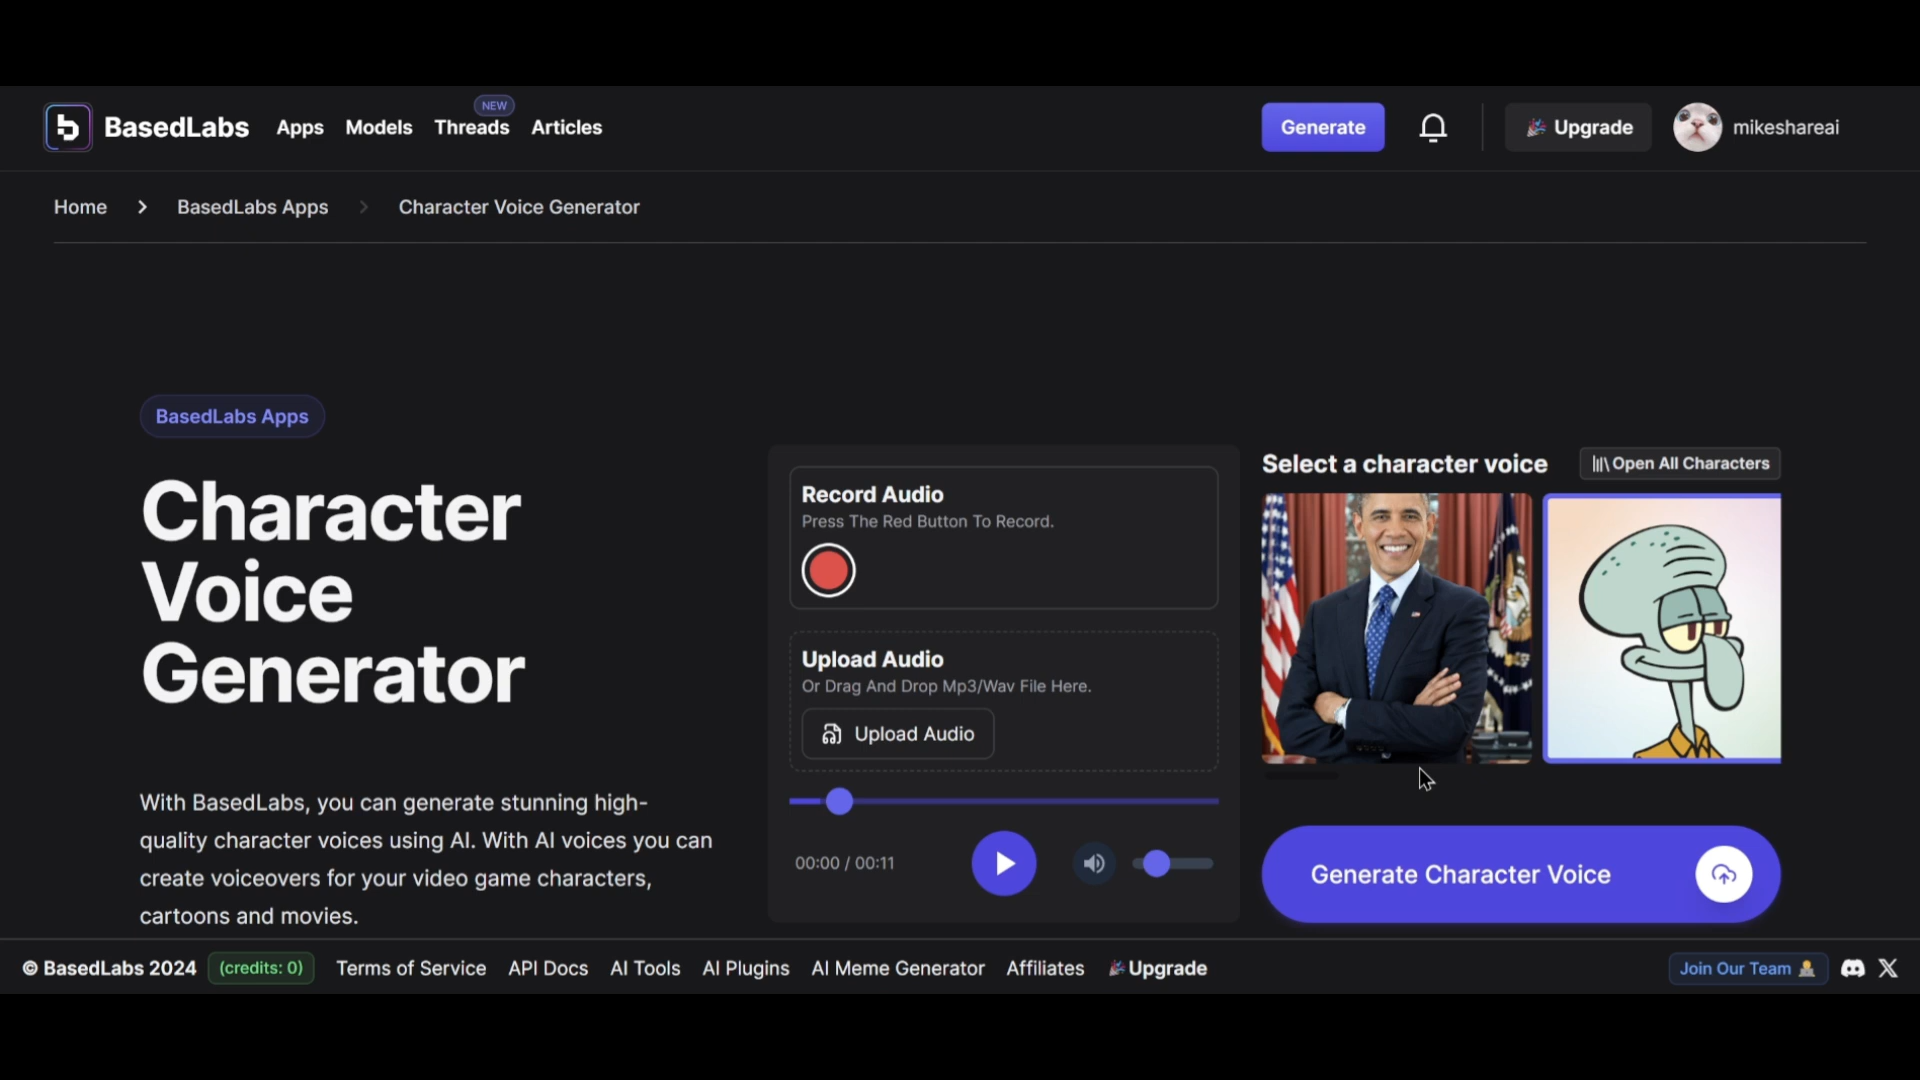 BasedLabs
Apps
Models
Threads
NEW
Articles
Generate
Upgrade
mikeshareai
Home
BasedLabs Apps
Character Voice Generator
BasedLabs Apps
Character
Voice
Generator
With BasedLabs, you can generate stunning high-
quality character voices using AI. With AI voices you can
create voiceovers for your video game characters,
cartoons and movies.
Record Audio
Press The Red Button To Record.
Upload Audio
Or Drag And Drop Mp3/Wav File Here.
Upload Audio
00:00 / 00:11
Select a character voice
Open All Characters
Generate Character Voice
© BasedLabs 2024
(credits: 0)
Terms of Service
API Docs
AI Tools
AI Plugins
AI Meme Generator
Affiliates
Upgrade
Join Our Team